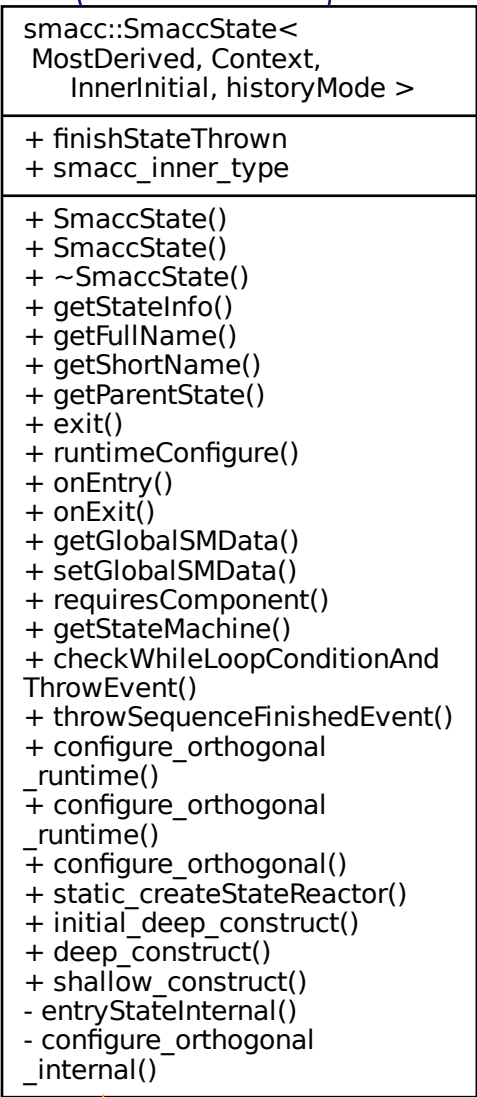 smacc::SmaccState<
MostDerived, Context,
InnerInitial, historyMode >
+ finishStateThrown
+ smacc_inner_type
+ SmaccState()
+ SmaccState()
+ ~SmaccState()
+ getStateInfo()
+ getFullName()
+ getShortName()
+ getParentState()
+ exit()
+ runtimeConfigure()
+ onEntry()
+ onExit()
+ getGlobalSMData()
+ setGlobalSMData()
+ requiresComponent()
+ getStateMachine()
+ checkWhileLoopConditionAnd
ThrowEvent()
+ throwSequenceFinishedEvent()
+ configure_orthogonal
_runtime()
+ configure_orthogonal
_runtime()
+ configure_orthogonal()
+ static_createStateReactor()
+ initial_deep_construct()
+ deep_construct()
+ shallow_construct()
- entryStateInternal()
- configure_orthogonal
_internal()